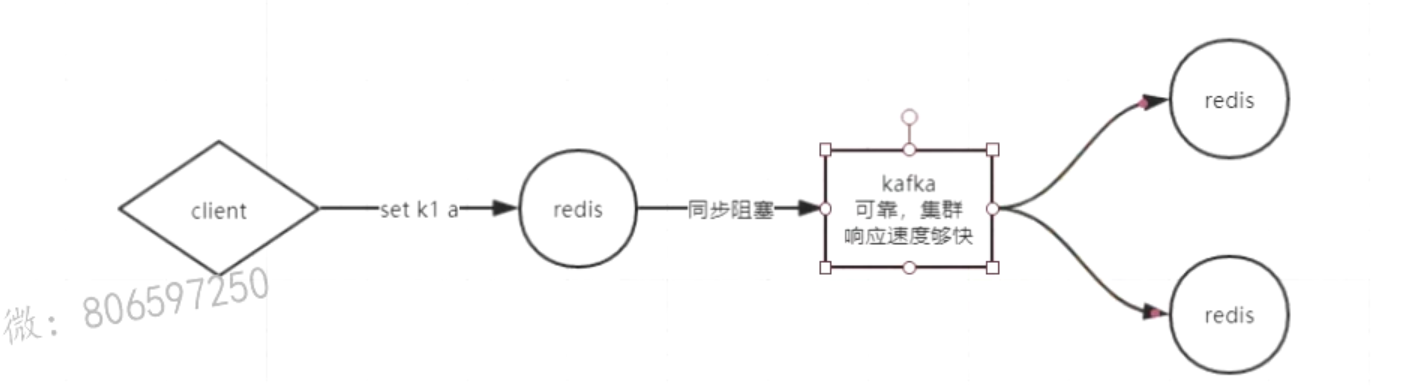 redis
kafka
client
set k1 a
redis
同步阻塞
可靠，集群
响应速度够快
微：806597250
redis